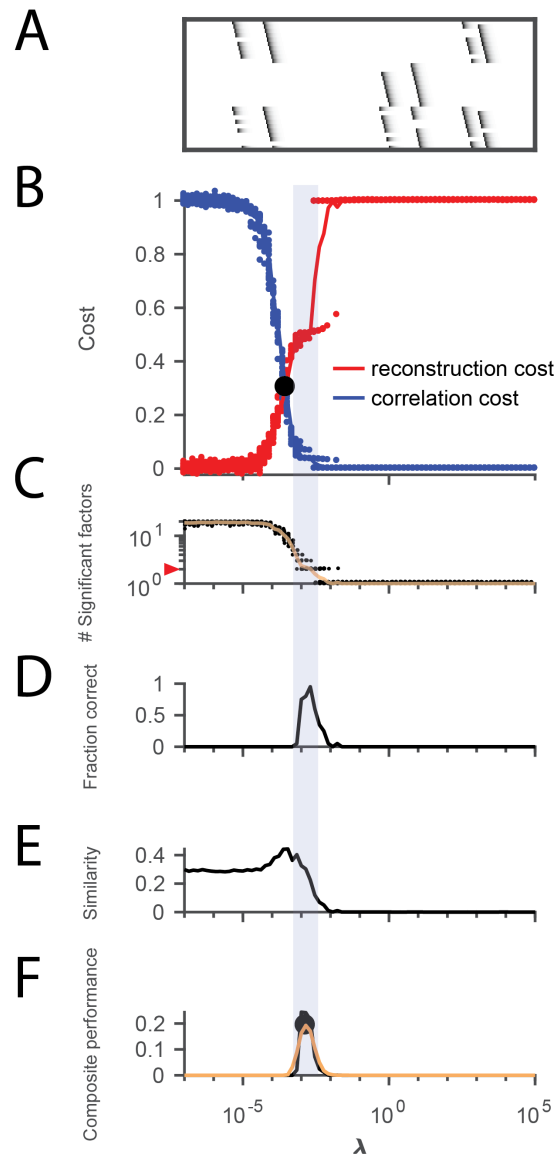 A
B
1
0.8
0.6
0.4
0.2
0
Cost
reconstruction cost
correlation cost
C
10^1
10^0
# Significant factors
D
1
0.5
0
Fraction correct
E
0.4
0.2
0
Similarity
F
0.2
0.1
0
Composite performance
10^-5 10^0 10^5
λ